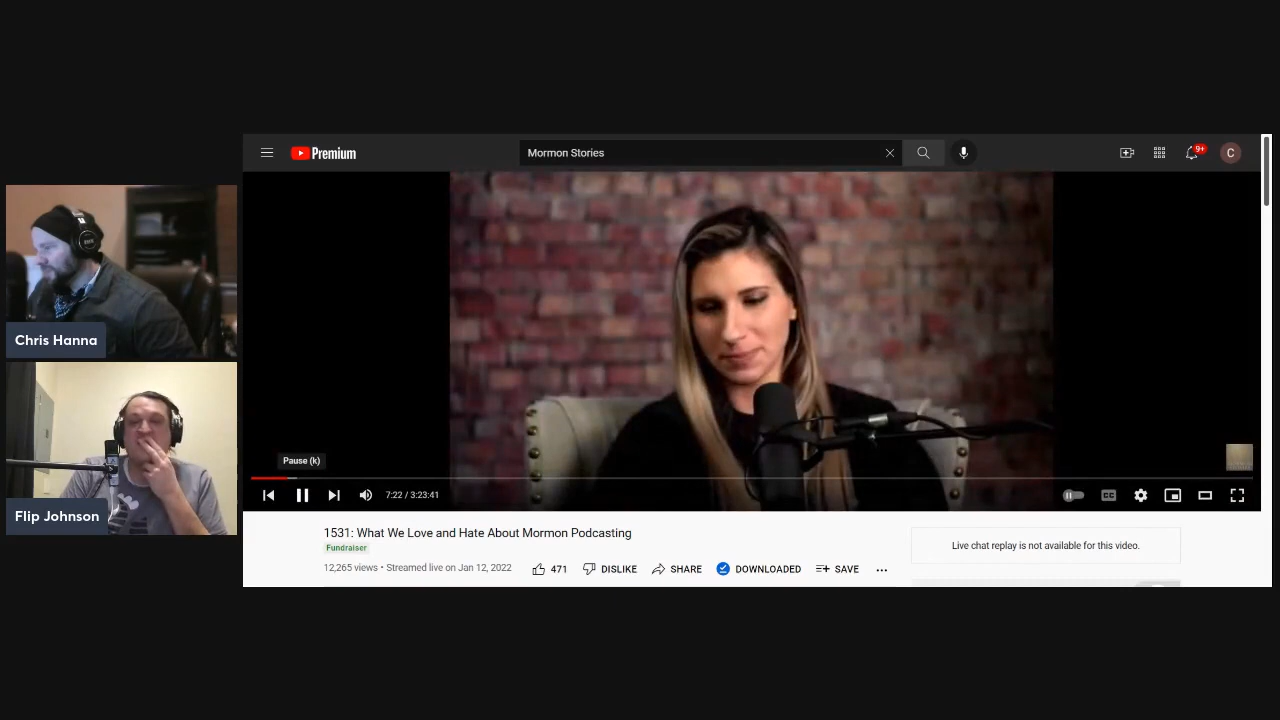 Premium
Mormon Stories
9+
C
Chris Hanna
Flip Johnson
Pause (k)
7:22 / 3:23:41
CC
1531: What We Love and Hate About Mormon Podcasting
Fundraiser
12,265 views • Streamed live on Jan 12, 2022
471
DISLIKE
SHARE
DOWNLOADED
SAVE
Live chat replay is not available for this video.